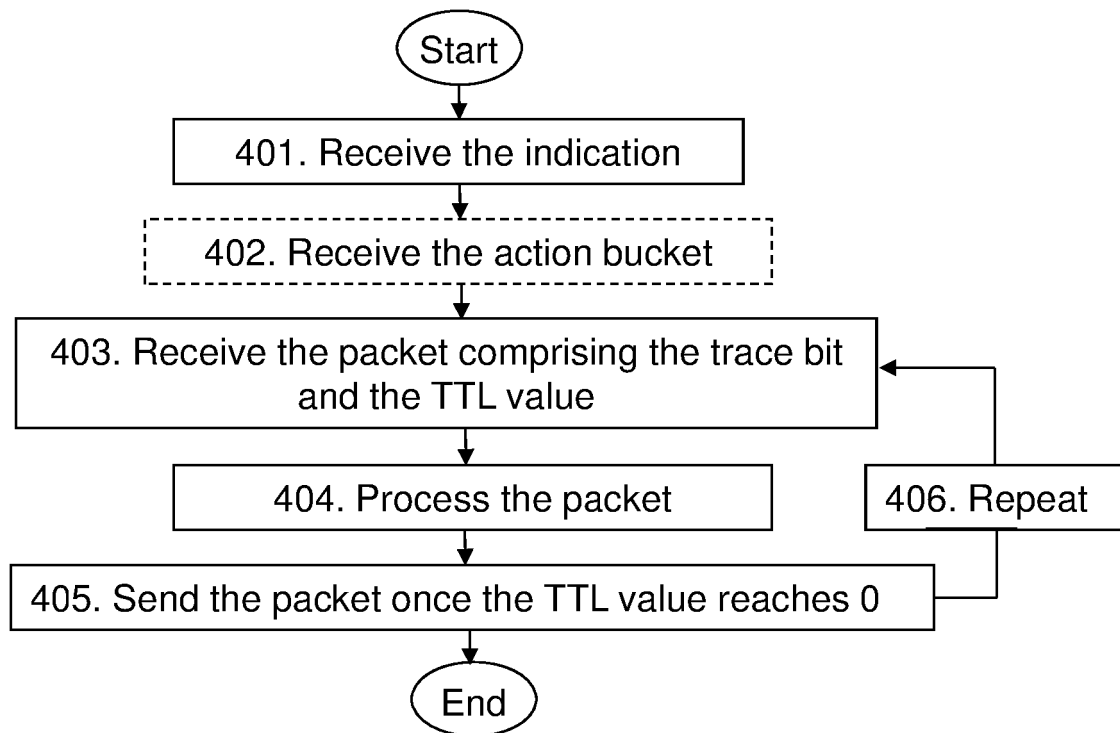 Start
401. Receive the indication
402. Receive the action bucket
403. Receive the packet comprising the trace bit
and the TTL value
404. Process the packet
406. Repeat
405. Send the packet once the TTL value reaches 0
End